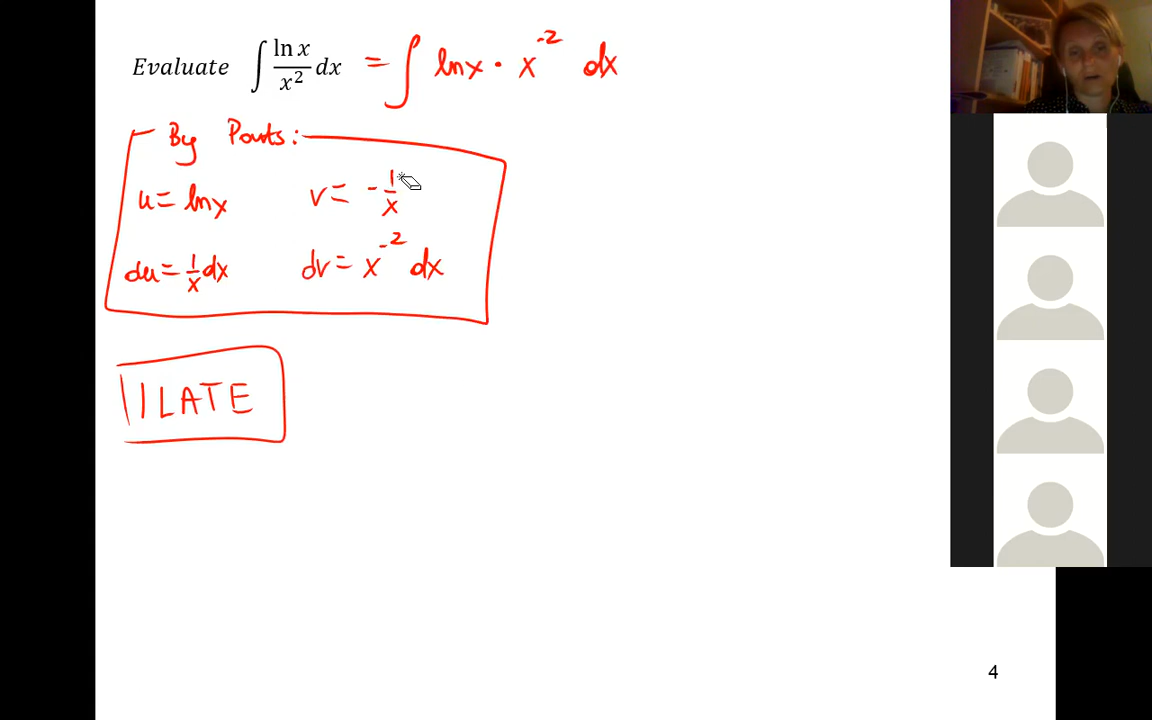 Evaluate ∫ ln x / x² dx = ∫ lnx · x⁻² dx
By Parts:
u = lnx v = -1/x
du = 1/x dx dv = x⁻² dx
ILATE
4